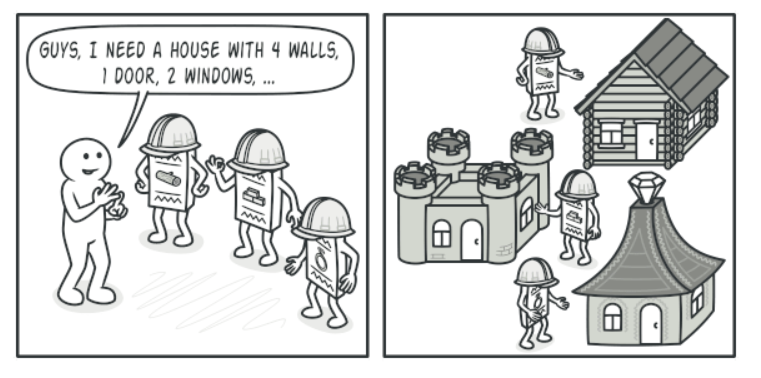 GUYS, I NEED A HOUSE WITH 4 WALLS,
1 DOOR, 2 WINDOWS, ...